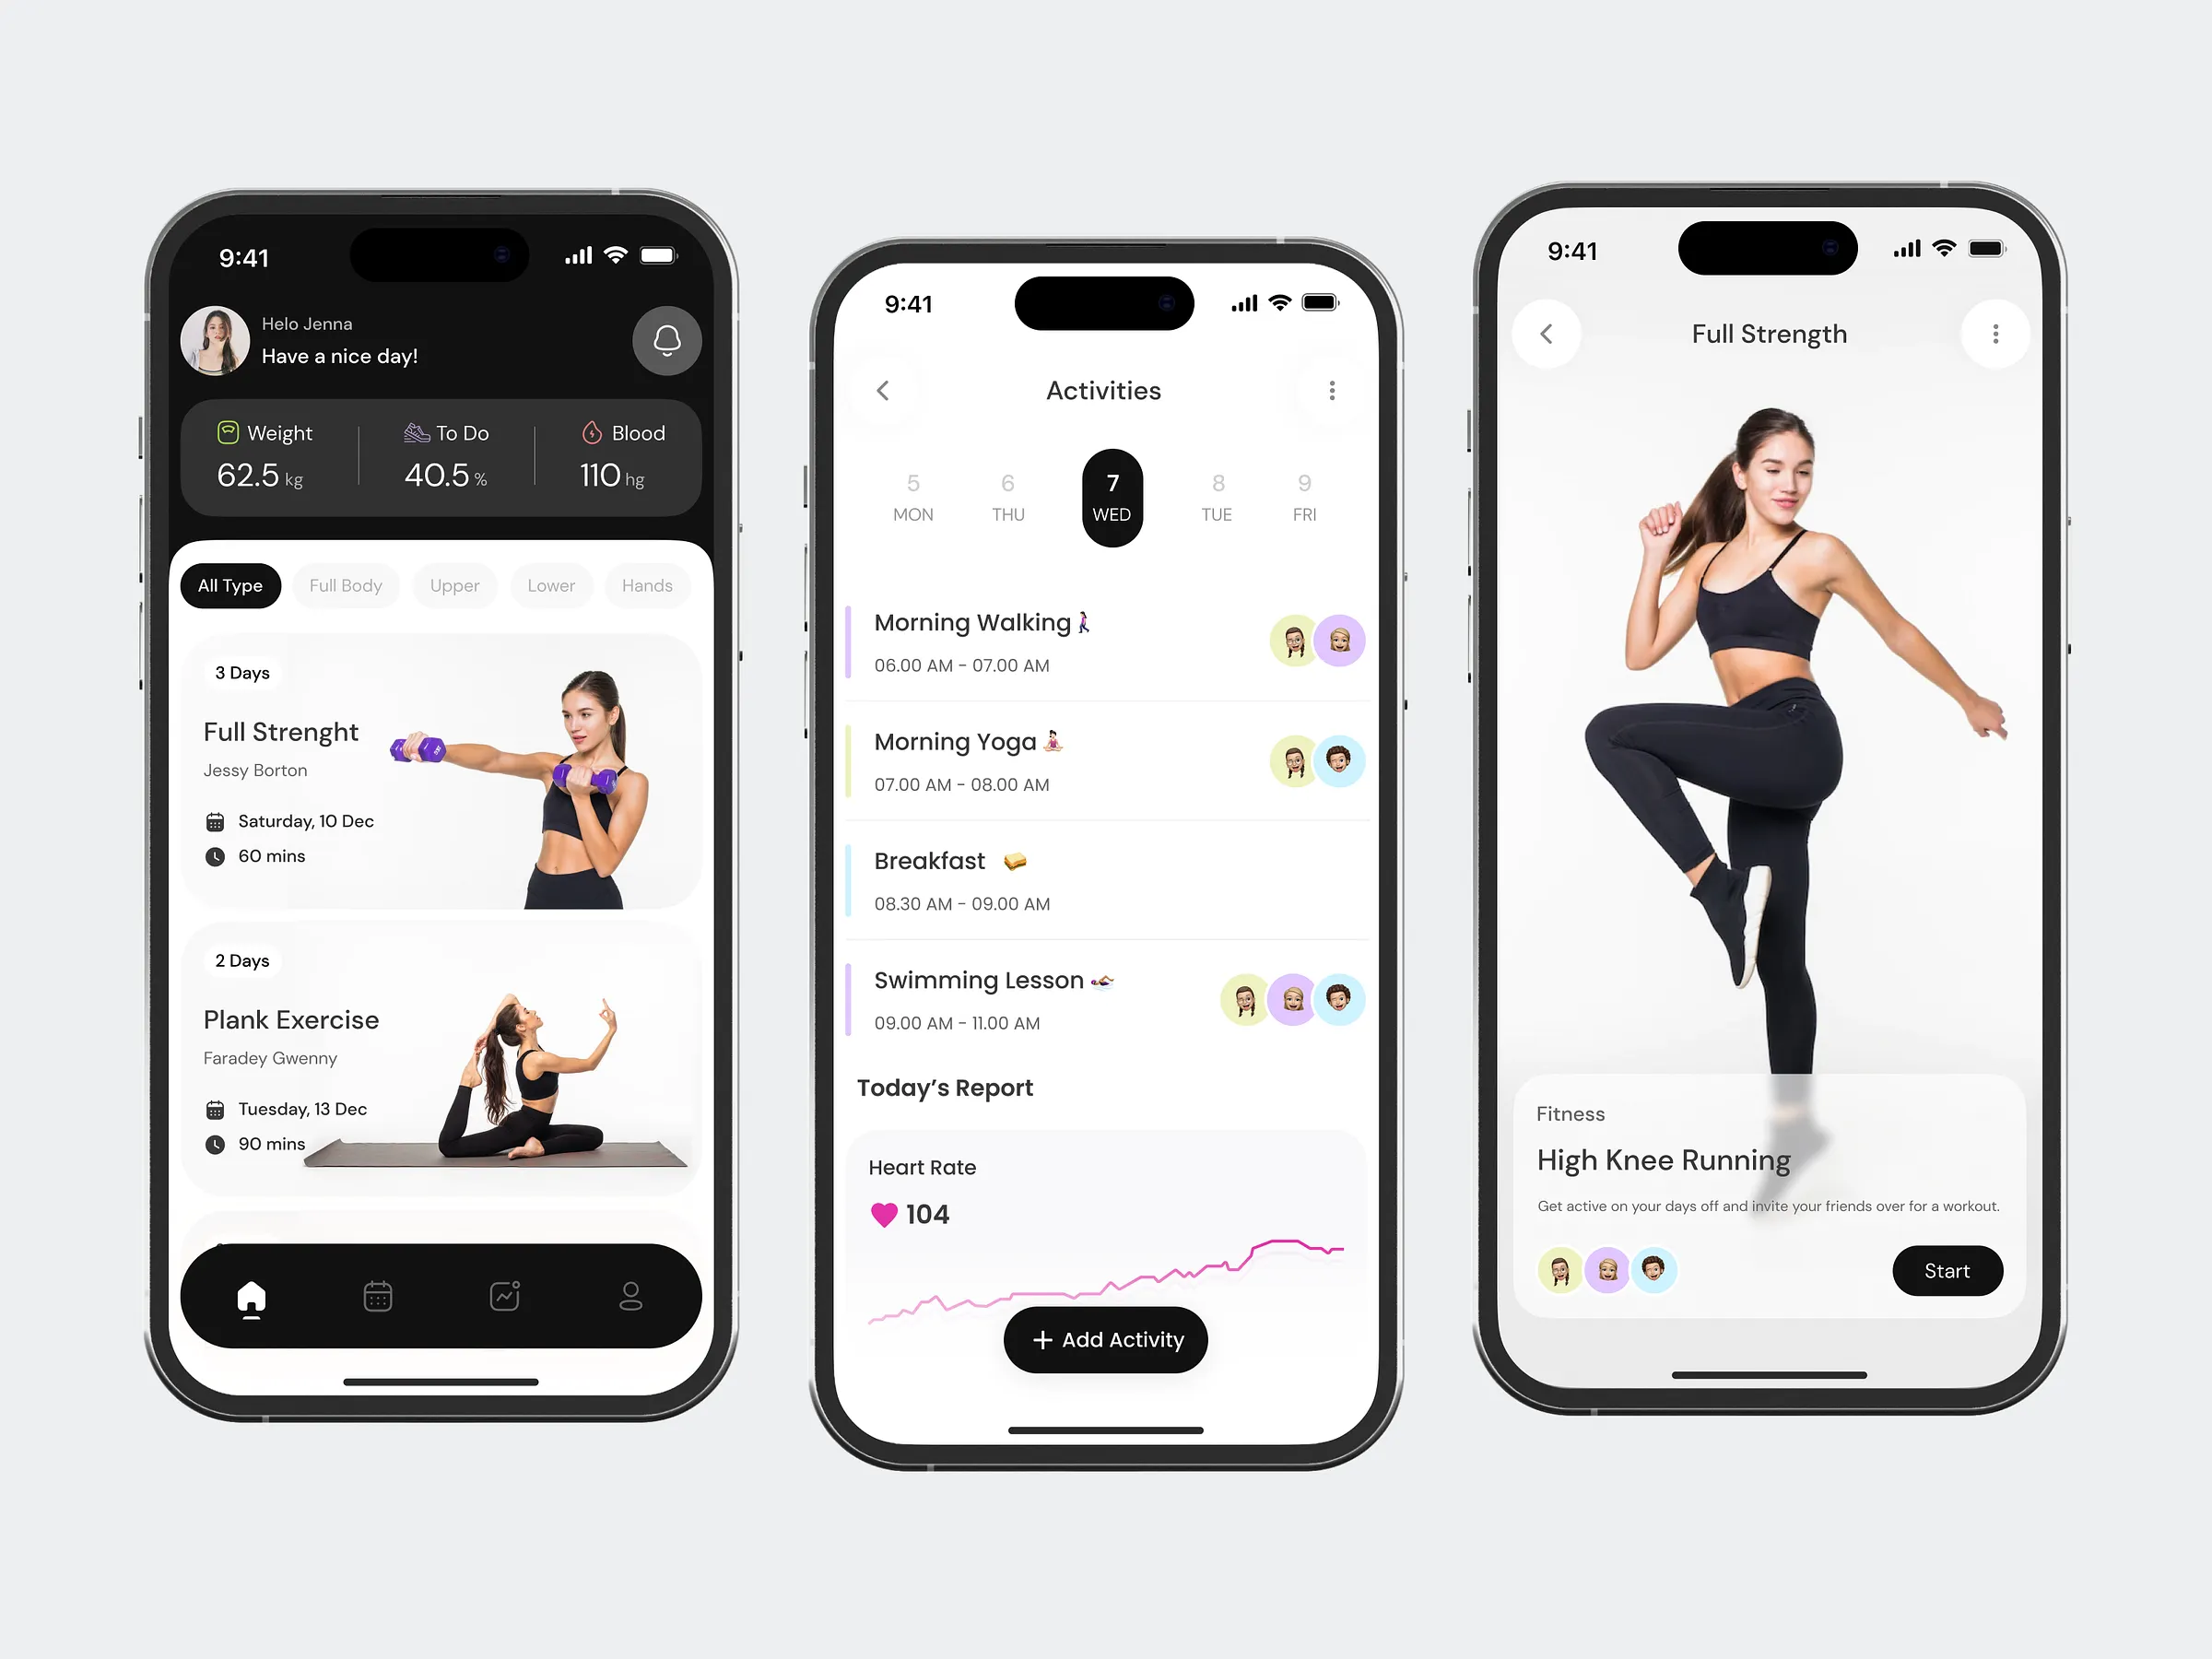 9:41
Helo Jenna
Have a nice day!
Weight
62.5 kg
To Do
40.5 %
Blood
110 hg
All Type
Full Body
Upper
Lower
Hands
3 Days
Full Strenght
Jessy Borton
Saturday, 10 Dec
60 mins
2 Days
Plank Exercise
Faradey Gwenny
Tuesday, 13 Dec
90 mins
9:41
Activities
5
MON
6
THU
7
WED
8
TUE
9
FRI
Morning Walking
06.00 AM - 07.00 AM
Morning Yoga
07.00 AM - 08.00 AM
Breakfast
08.30 AM - 09.00 AM
Swimming Lesson
09.00 AM - 11.00 AM
Today’s Report
Heart Rate
104
+ Add Activity
9:41
Full Strength
Fitness
High Knee Running
Get active on your days off and invite your friends over for a workout.
Start